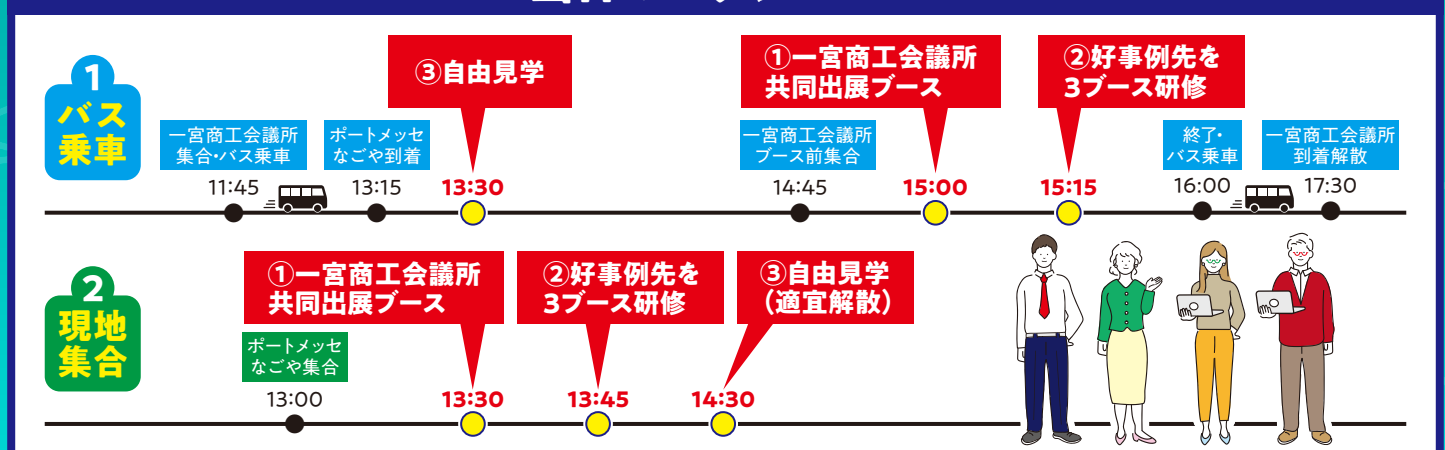 1
バス
乗車
③自由見学
①一宮商工会議所
共同出展ブース
②好事例先を
3ブース研修
一宮商工会議所
集合・バス乗車
ポートメッセ
なごや到着
一宮商工会議所
ブース前集合
終了・
バス乗車
一宮商工会議所
到着解散
11:45
13:15
13:30
14:45
15:00
15:15
16:00
17:30
2
現地
集合
①一宮商工会議所
共同出展ブース
②好事例先を
3ブース研修
③自由見学
（適宜解散）
ポートメッセ
なごや集合
13:00
13:30
13:45
14:30